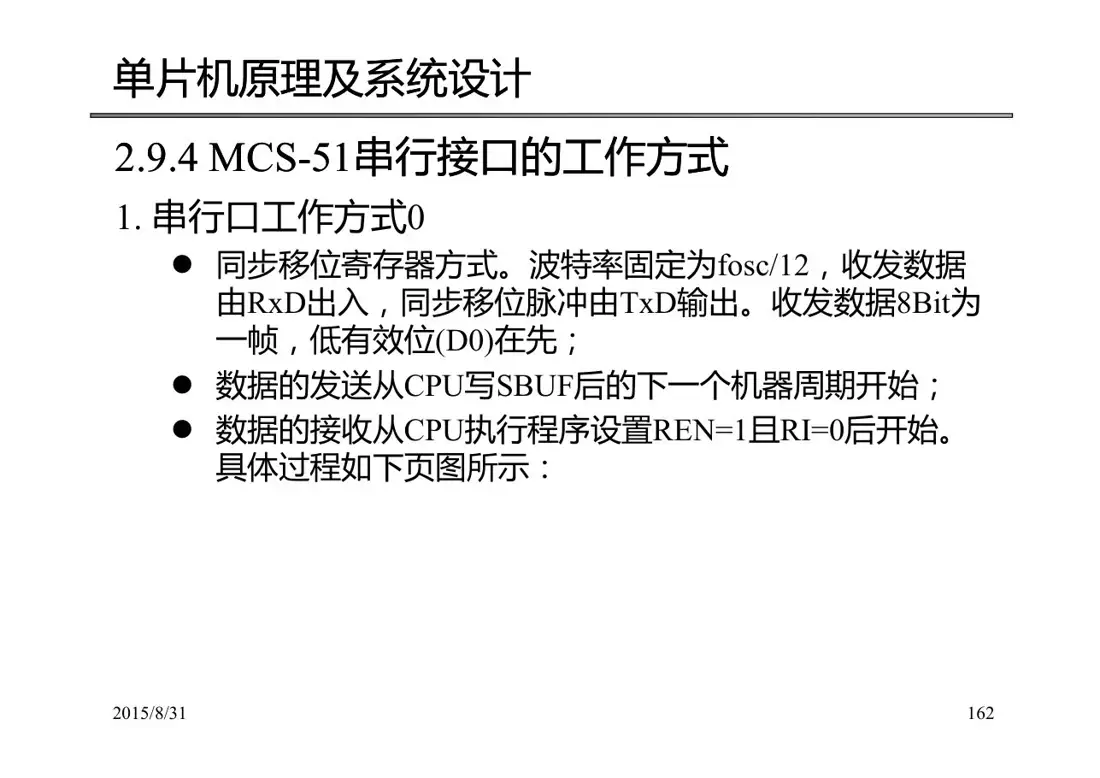 单片机原理及系统设计
2.9.4 MCS-51串行接口的工作方式
1. 串行口工作方式0
● 同步移位寄存器方式。波特率固定为fosc/12，收发数据
由RxD出入，同步移位脉冲由TxD输出。收发数据8Bit为
一帧，低有效位(D0)在先；
● 数据的发送从CPU写SBUF后的下一个机器周期开始；
● 数据的接收从CPU执行程序设置REN=1且RI=0后开始。
具体过程如下页图所示：
2015/8/31
162